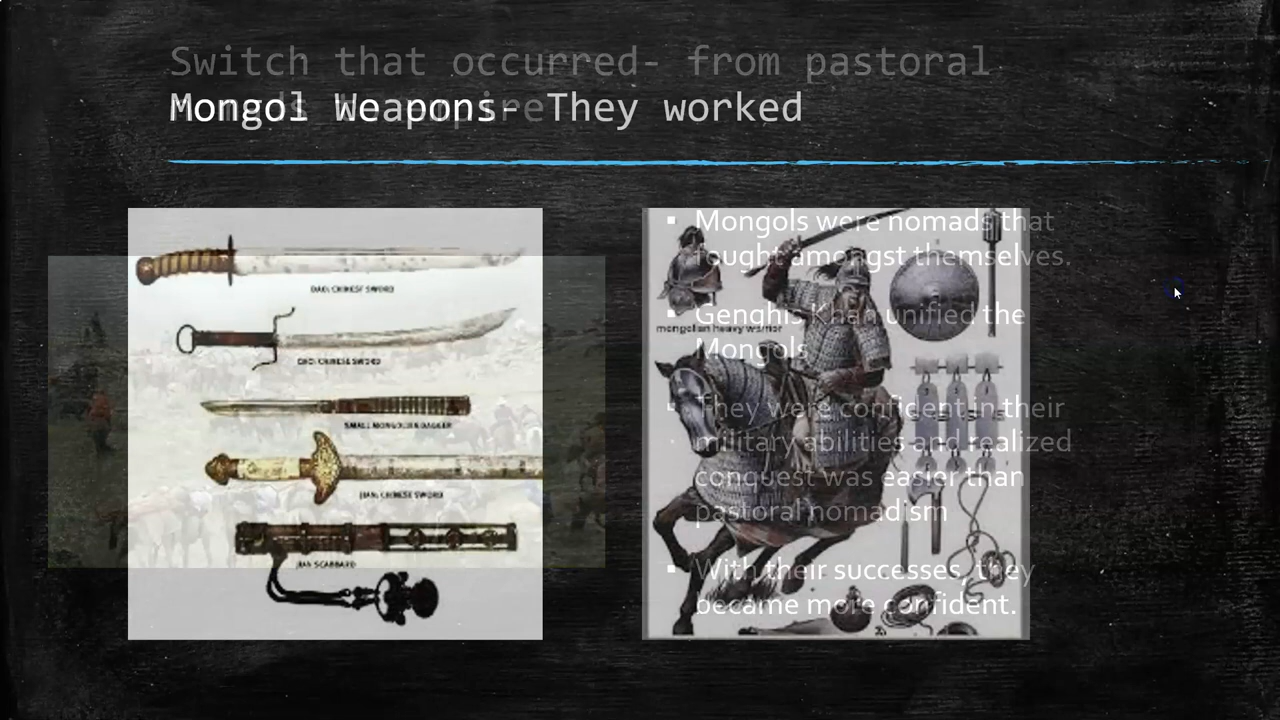 Switch that occurred- from pastoral
Mongol Weapons- They worked
DAO: CHINESE SWORD
DAO: CHINESE SWORD
SMALL MONGOLIAN DAGGER
JIAN: CHINESE SWORD
JIAN SCABBARD
▪ Mongols were nomads that
fought amongst themselves.
mongolian heavy warrior
▪ Genghis Khan unified the
Mongols
▪ They were confident in their
military abilities and realized
conquest was easier than
pastoral nomadism
▪ With their successes, they
became more confident.